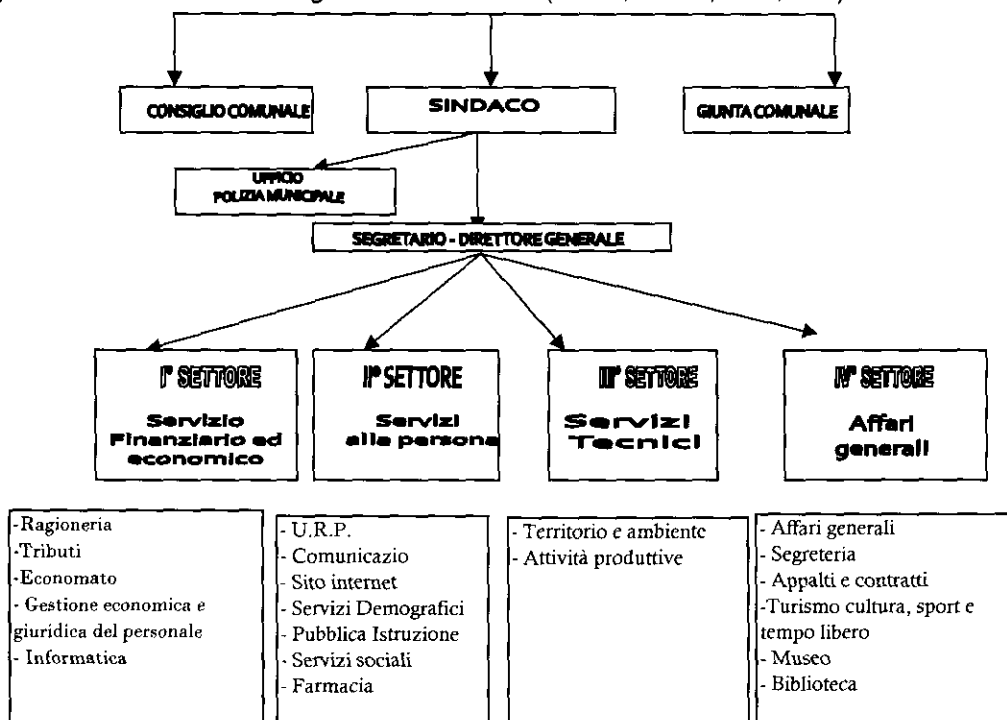 CONSIGLIO COMUNALE
SINDACO
GIUNTA COMUNALE
UFFICIO
POLIZIA MUNICIPALE
SEGRETARIO - DIRETTORE GENERALE
I° SETTORE
Servizio
Finanziario ed
economico
II° SETTORE
Servizi
alla persona
III° SETTORE
Servizi
Tecnici
IV° SETTORE
Affari
generali
-Ragioneria
-Tributi
-Economato
- Gestione economica e
giuridica del personale
- Informatica
- U.R.P.
- Comunicazio
- Sito internet
- Servizi Demografici
- Pubblica Istruzione
- Servizi sociali
- Farmacia
- Territorio e ambiente
- Attività produttive
- Affari generali
- Segreteria
- Appalti e contratti
-Turismo cultura, sport e
tempo libero
- Museo
- Biblioteca